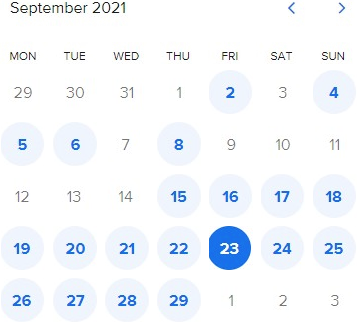 September 2021
MON TUE WED THU FRI SAT SUN
29 30 31 1 2 3 4
5 6 7 8 9 10 11
12 13 14 15 16 17 18
19 20 21 22 23 24 25
26 27 28 29 1 2 3